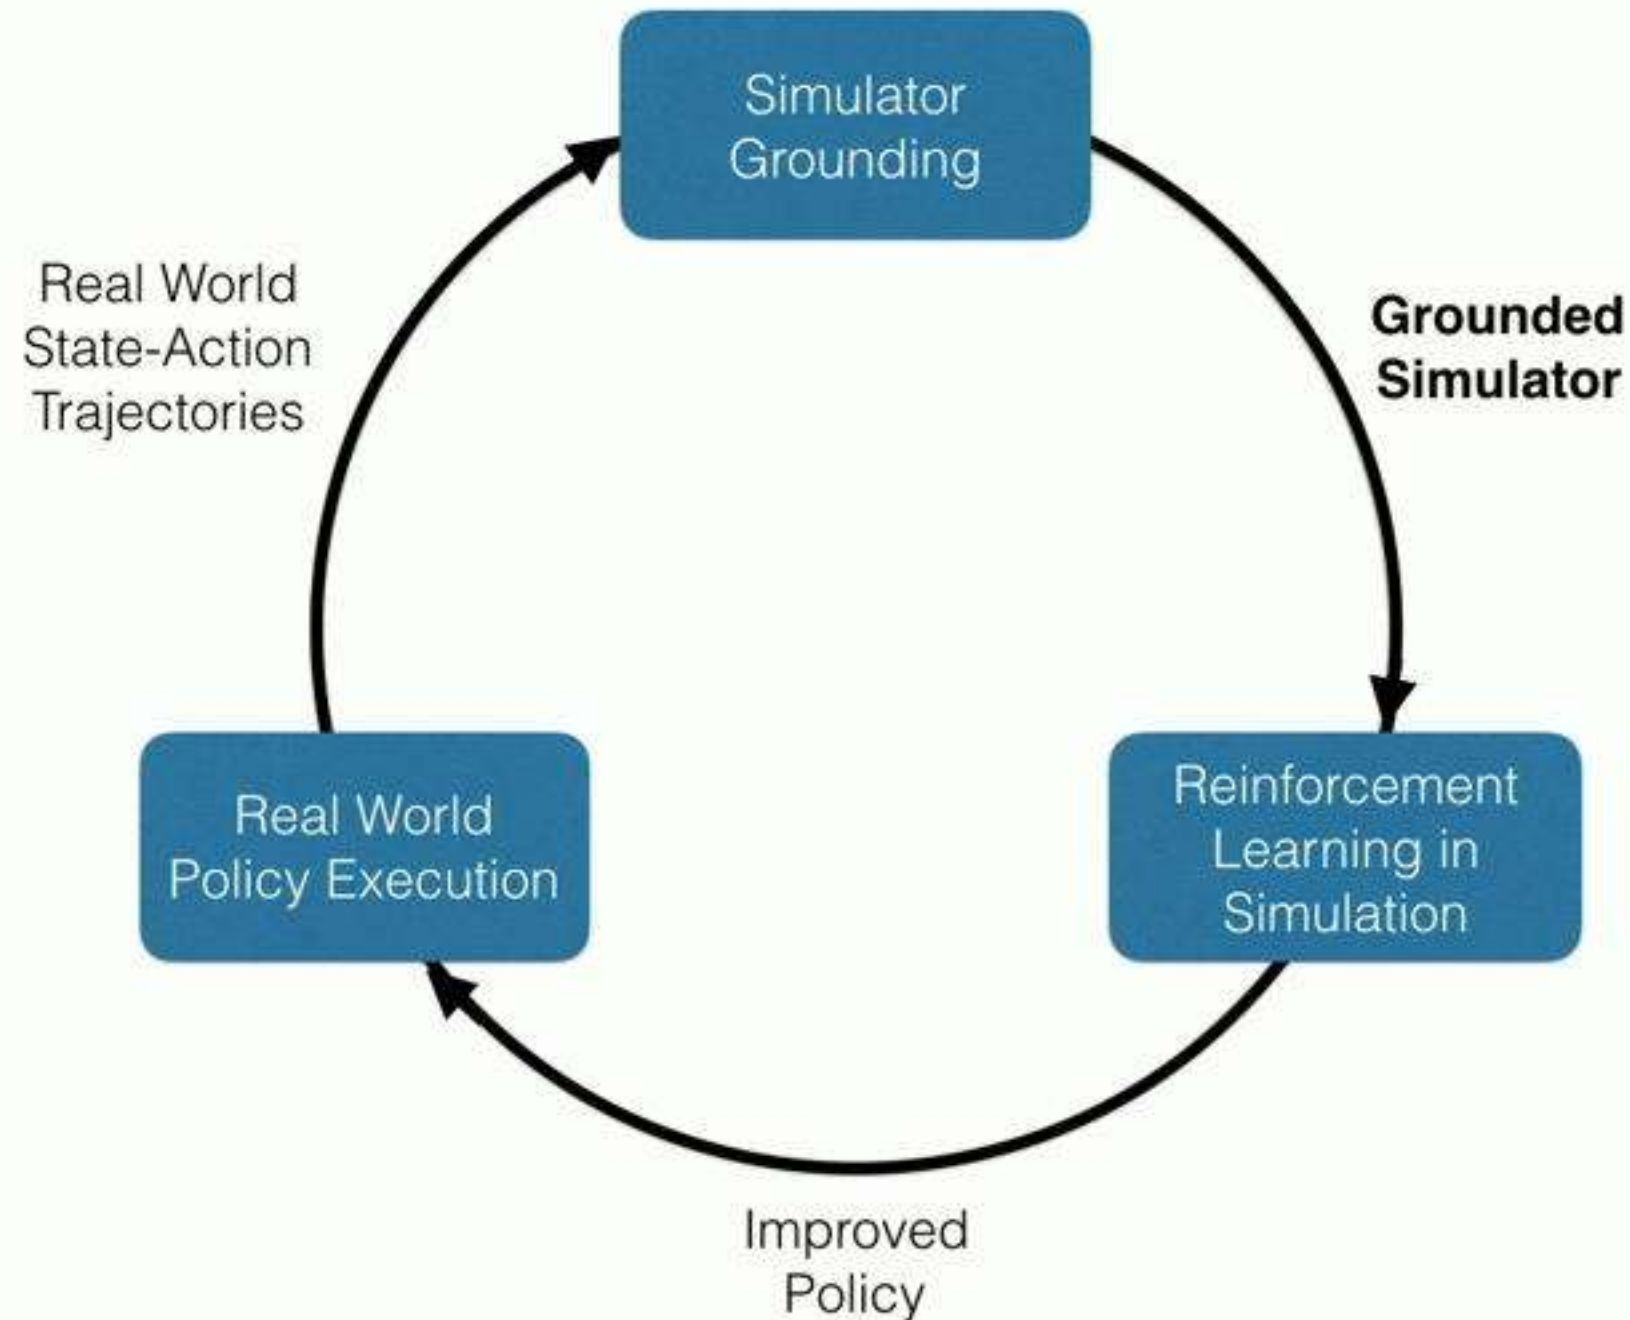 Simulator
Grounding
Real World
State-Action
Trajectories
Grounded
Simulator
Real World
Policy Execution
Reinforcement
Learning in
Simulation
Improved
Policy